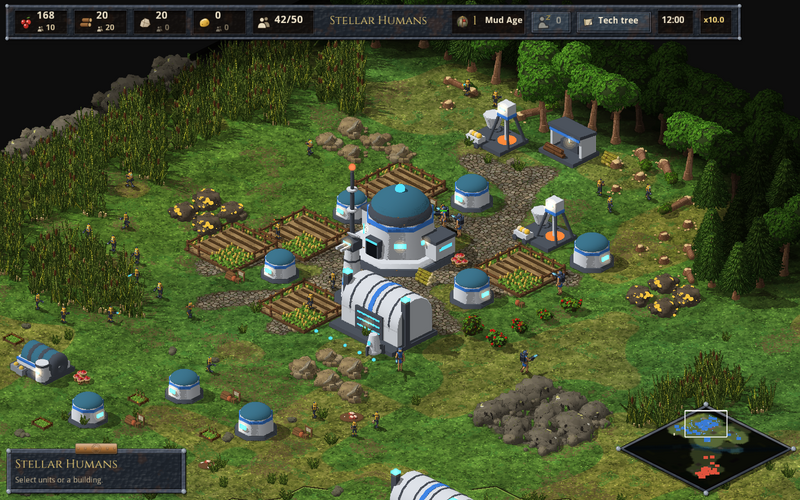 168
10
20
20
20
0
0
0
42/50
STELLAR HUMANS
Mud Age
0
Tech tree
12:00
x10.0
STELLAR HUMANS
Select units or a building.